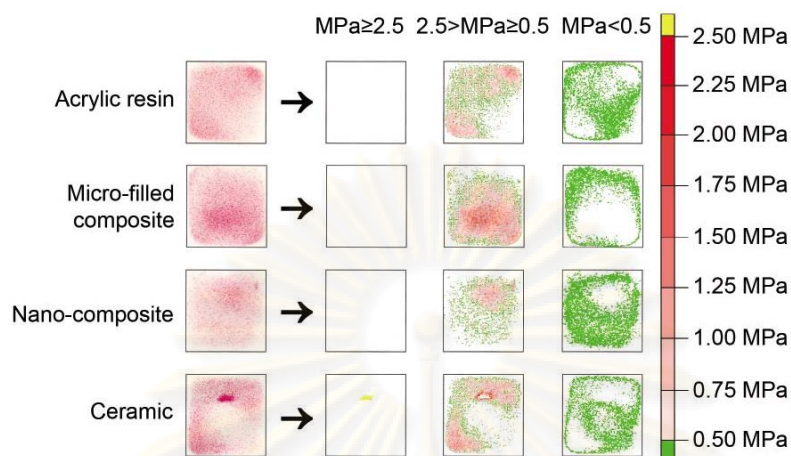 MPa≥2.5 2.5>MPa≥0.5 MPa<0.5
Acrylic resin
Micro-filled
composite
Nano-composite
Ceramic
2.50 MPa
2.25 MPa
2.00 MPa
1.75 MPa
1.50 MPa
1.25 MPa
1.00 MPa
0.75 MPa
0.50 MPa